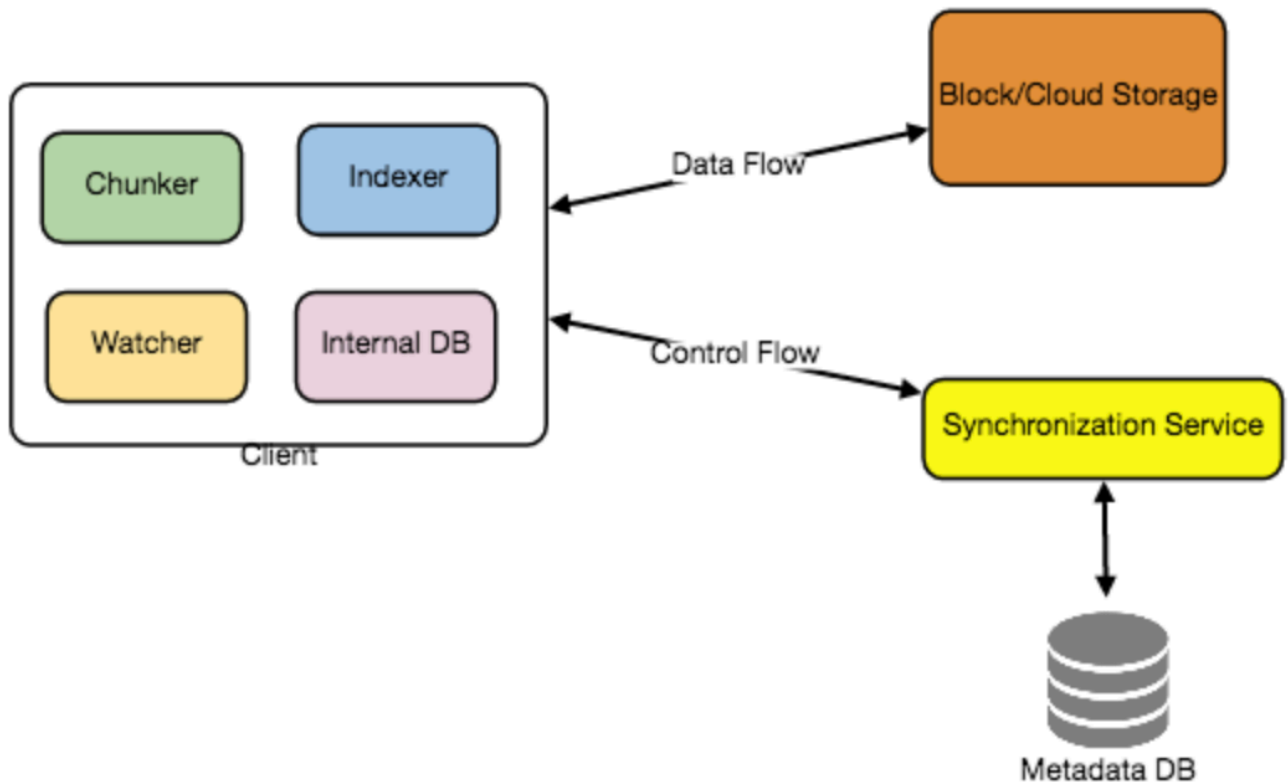 Block/Cloud Storage
Chunker
Indexer
Data Flow
Watcher
Internal DB
Control Flow
Synchronization Service
Client
Metadata DB